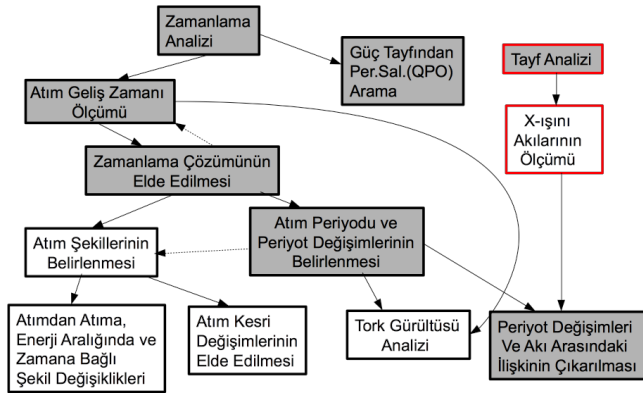 Zamanlama
Analizi
Güç Tayfından
Per.Sal.(QPO)
Arama
Tayf Analizi
Atım Geliş Zamanı
Ölçümü
X-ışını
Akılarının
Ölçümü
Zamanlama Çözümünün
Elde Edilmesi
Atım Periyodu ve
Periyot Değişimlerinin
Belirlenmesi
Atım Şekillerinin
Belirlenmesi
Atımdan Atıma,
Enerji Aralığında ve
Zamana Bağlı
Şekil Değişiklikleri
Atım Kesri
Değişimlerinin
Elde Edilmesi
Tork Gürültüsü
Analizi
Periyot Değişimleri
Ve Akı Arasındaki
İlişkinin Çıkarılması